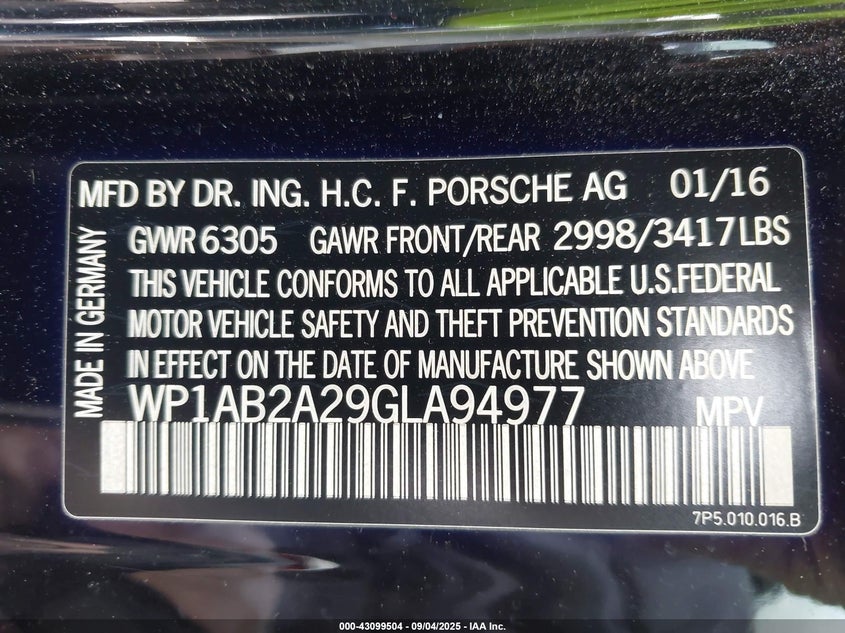 MFD BY DR. ING. H.C. F. PORSCHE AG 01/16
GVWR 6305 GAWR FRONT/REAR 2998/3417LBS
THIS VEHICLE CONFORMS TO ALL APPLICABLE U.S.FEDERAL
MOTOR VEHICLE SAFETY AND THEFT PREVENTION STANDARDS
IN EFFECT ON THE DATE OF MANUFACTURE SHOWN ABOVE
WP1AB2A29GLA94977 MPV
MADE IN GERMANY
7P5.010.016.B
000-43099504 - 09/04/2025 - IAA Inc.